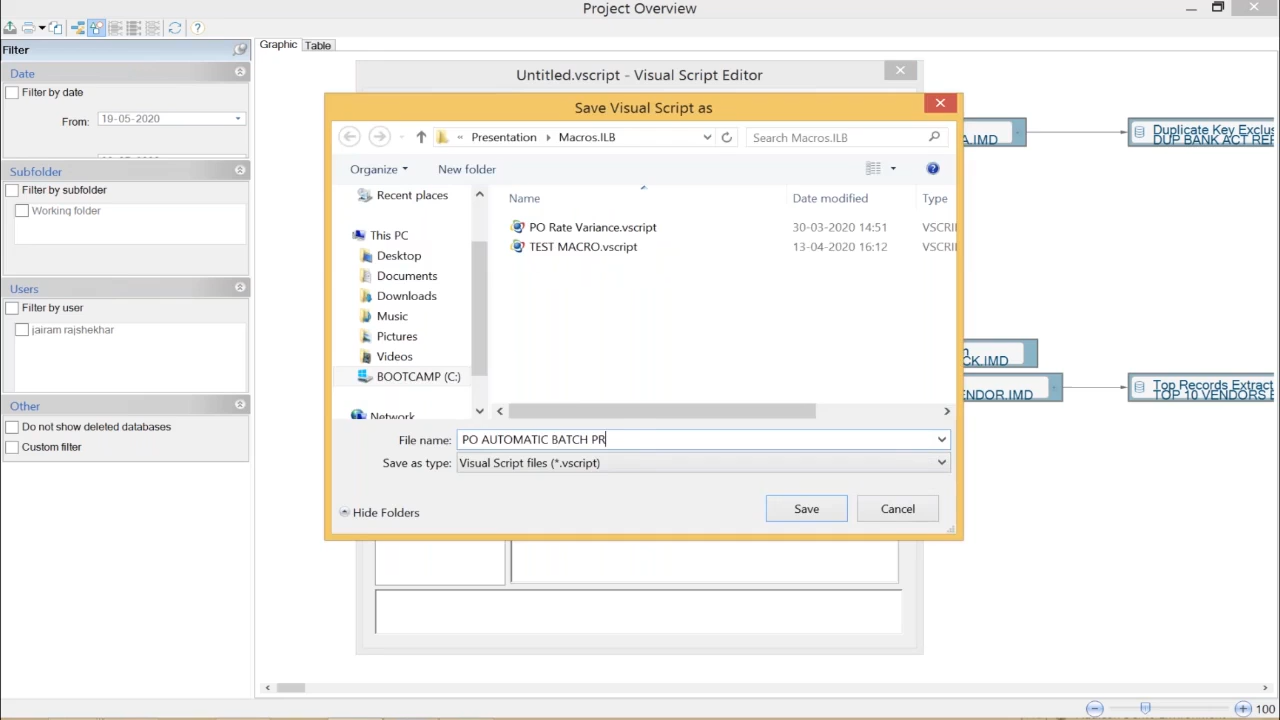 Project Overview
Filter
Date
Filter by date
From: 19-05-2020
Subfolder
Filter by subfolder
Working folder
Users
Filter by user
jairam rajshekhar
Other
Do not show deleted databases
Custom filter
Graphic Table
Untitled.vscript - Visual Script Editor
Save Visual Script as
« Presentation Macros.ILB
Search Macros.ILB
Organize New folder
Recent places
This PC
Desktop
Documents
Downloads
Music
Pictures
Videos
BOOTCAMP (C:)
Network
Name Date modified Type
PO Rate Variance.vscript 30-03-2020 14:51 VSCRI
TEST MACRO.vscript 13-04-2020 16:12 VSCRI
File name: PO AUTOMATIC BATCH PR
Save as type: Visual Script files (*.vscript)
Hide Folders
Save Cancel
A.IMD
Duplicate Key Exclus
DUP BANK ACT REF
CK.IMD
ENDOR.IMD
Top Records Extract
TOP 10 VENDORS
100